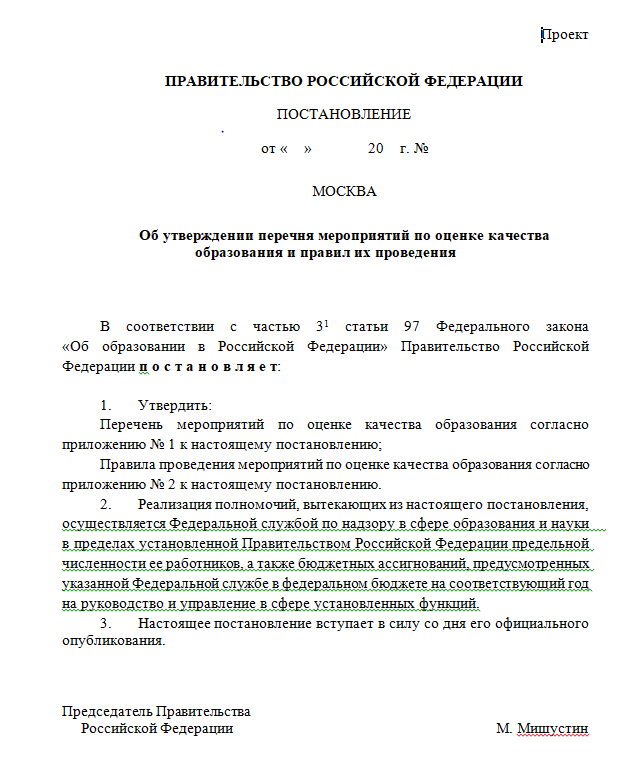 Проект
ПРАВИТЕЛЬСТВО РОССИЙСКОЙ ФЕДЕРАЦИИ
ПОСТАНОВЛЕНИЕ
от « » 20 г. №
МОСКВА
Об утверждении перечня мероприятий по оценке качества
образования и правил их проведения
В соответствии с частью 3¹ статьи 97 Федерального закона
«Об образовании в Российской Федерации» Правительство Российской
Федерации п о с т а н о в л я е т:
1. Утвердить:
Перечень мероприятий по оценке качества образования согласно
приложению № 1 к настоящему постановлению;
Правила проведения мероприятий по оценке качества образования согласно
приложению № 2 к настоящему постановлению.
2. Реализация полномочий, вытекающих из настоящего постановления,
осуществляется Федеральной службой по надзору в сфере образования и науки
в пределах установленной Правительством Российской Федерации предельной
численности ее работников, а также бюджетных ассигнований, предусмотренных
указанной Федеральной службе в федеральном бюджете на соответствующий год
на руководство и управление в сфере установленных функций.
3. Настоящее постановление вступает в силу со дня его официального
опубликования.
Председатель Правительства
Российской Федерации М. Мишустин